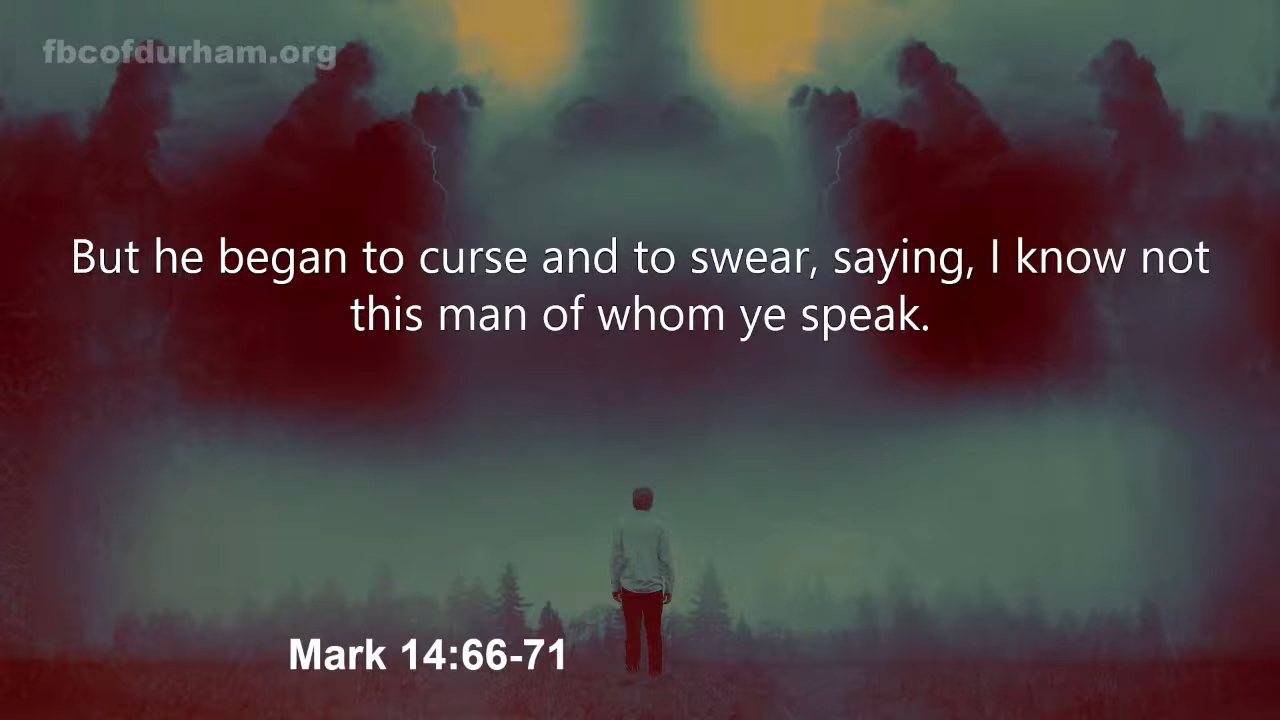 fbcofdurham.org
But he began to curse and to swear, saying, I know not
this man of whom ye speak.
Mark 14:66-71